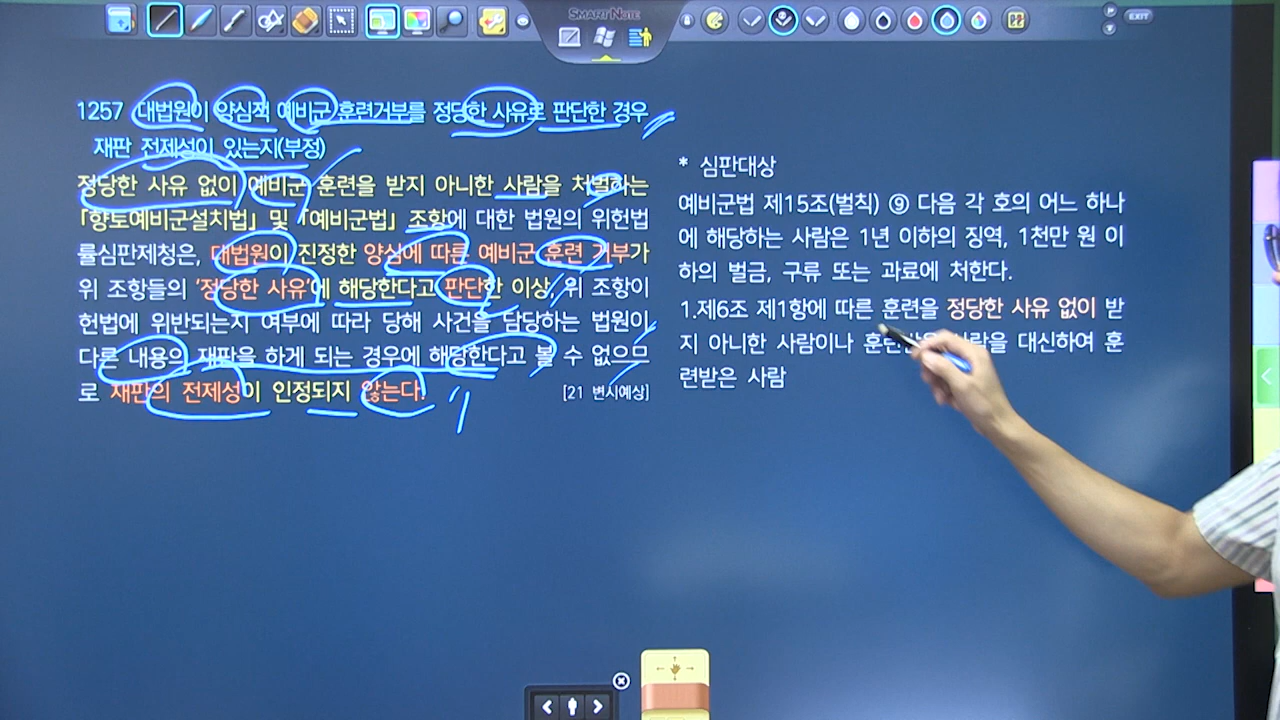 SMART NOTE
EXIT
1257 대법원이 양심적 예비군 훈련거부를 정당한 사유로 판단한 경우
재판 전제성이 있는지(부정)
정당한 사유 없이 예비군 훈련을 받지 아니한 사람을 처벌하는
「향토예비군설치법」 및 「예비군법」 조항에 대한 법원의 위헌법
률심판제청은, 대법원이 진정한 양심에 따른 예비군 훈련 거부가
위 조항들의 '정당한 사유'에 해당한다고 판단한 이상, 위 조항이
헌법에 위반되는지 여부에 따라 당해 사건을 담당하는 법원이
다른 내용의 재판을 하게 되는 경우에 해당한다고 볼 수 없으므
로 재판의 전제성이 인정되지 않는다.
[21 변시예상]
* 심판대상
예비군법 제15조(벌칙) ⑨ 다음 각 호의 어느 하나
에 해당하는 사람은 1년 이하의 징역, 1천만 원 이
하의 벌금, 구류 또는 과료에 처한다.
1.제6조 제1항에 따른 훈련을 정당한 사유 없이 받
지 아니한 사람이나 훈련받을 사람을 대신하여 훈
련받은 사람